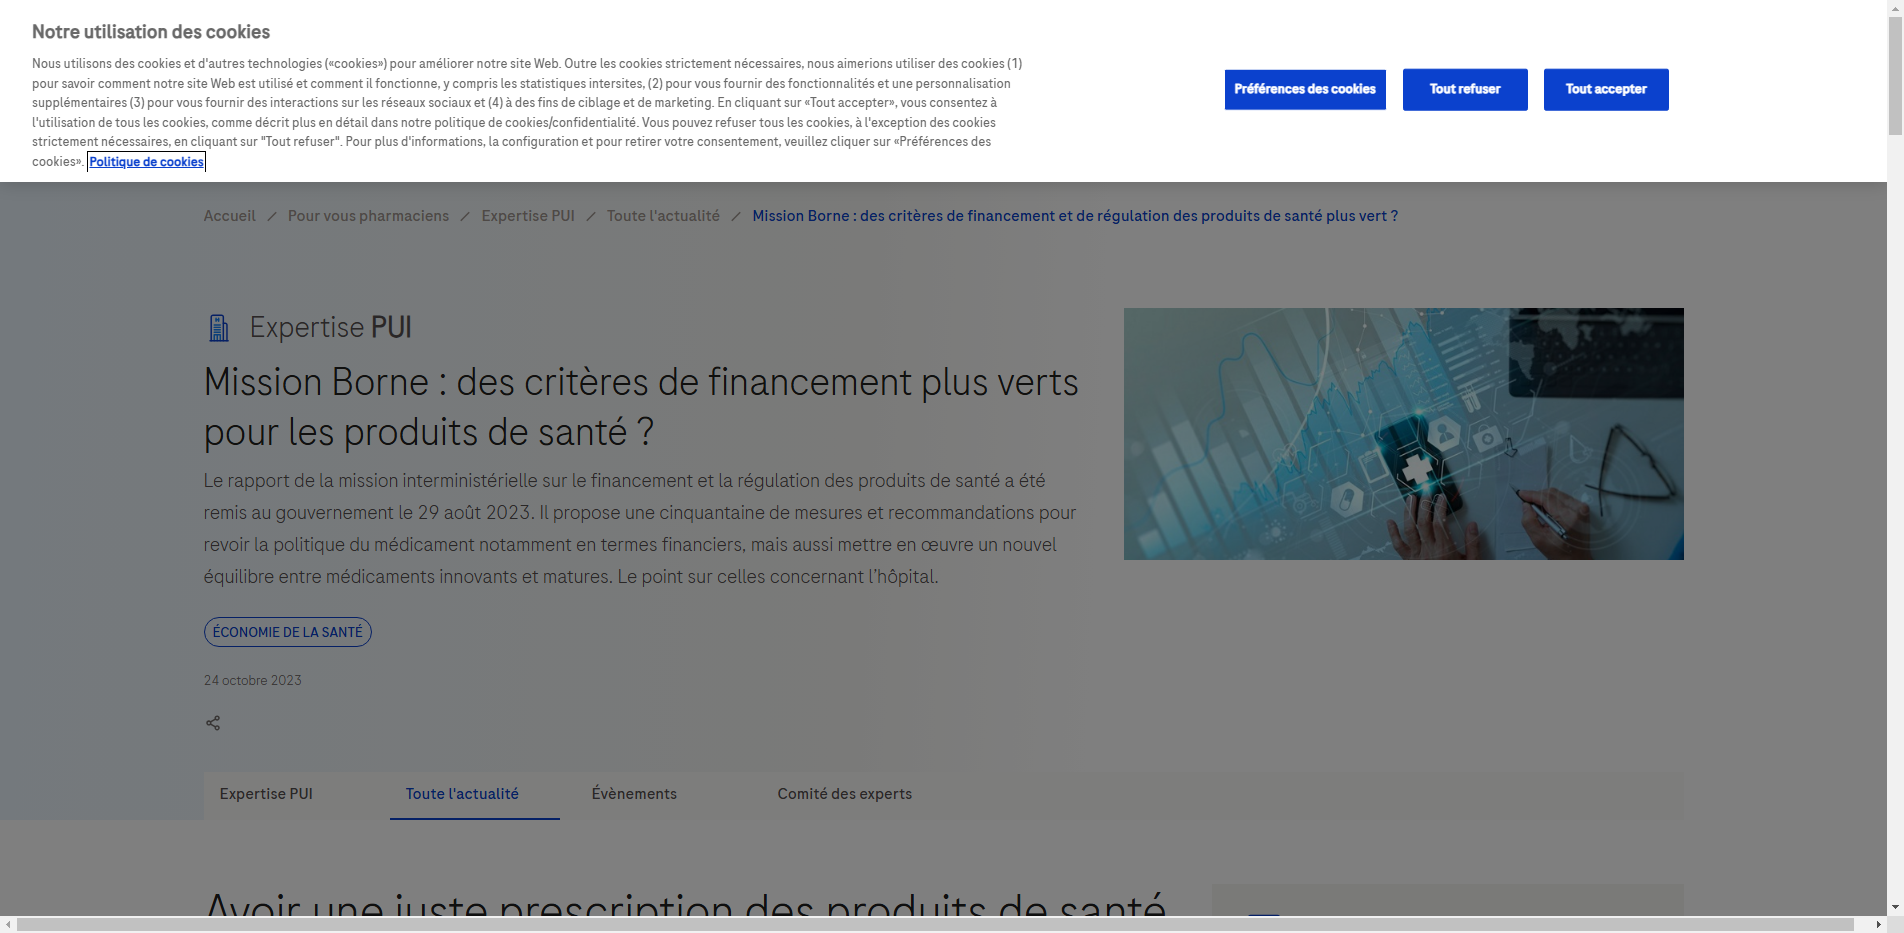 Notre utilisation des cookies
Nous utilisons des cookies et d'autres technologies («cookies») pour améliorer notre site Web. Outre les cookies strictement nécessaires, nous aimerions utiliser des cookies (1)
pour savoir comment notre site Web est utilisé et comment il fonctionne, y compris les statistiques intersites, (2) pour vous fournir des fonctionnalités et une personnalisation
supplémentaires (3) pour vous fournir des interactions sur les réseaux sociaux et (4) à des fins de ciblage et de marketing. En cliquant sur «Tout accepter», vous consentez à
l'utilisation de tous les cookies, comme décrit plus en détail dans notre politique de cookies/confidentialité. Vous pouvez refuser tous les cookies, à l'exception des cookies
strictement nécessaires, en cliquant sur "Tout refuser". Pour plus d'informations, la configuration et pour retirer votre consentement, veuillez cliquer sur «Préférences des
cookies». Politique de cookies
Préférences des cookies
Tout refuser
Tout accepter
Accueil / Pour vous pharmaciens / Expertise PUI / Toute l'actualité / Mission Borne : des critères de financement et de régulation des produits de santé plus vert ?
Expertise PUI
Mission Borne : des critères de financement plus verts
pour les produits de santé ?
Le rapport de la mission interministérielle sur le financement et la régulation des produits de santé a été
remis au gouvernement le 29 août 2023. Il propose une cinquantaine de mesures et recommandations pour
revoir la politique du médicament notamment en termes financiers, mais aussi mettre en œuvre un nouvel
équilibre entre médicaments innovants et matures. Le point sur celles concernant l’hôpital.
ÉCONOMIE DE LA SANTÉ
24 octobre 2023
Expertise PUI
Toute l'actualité
Évènements
Comité des experts
Avoir une juste prescription des produits de santé